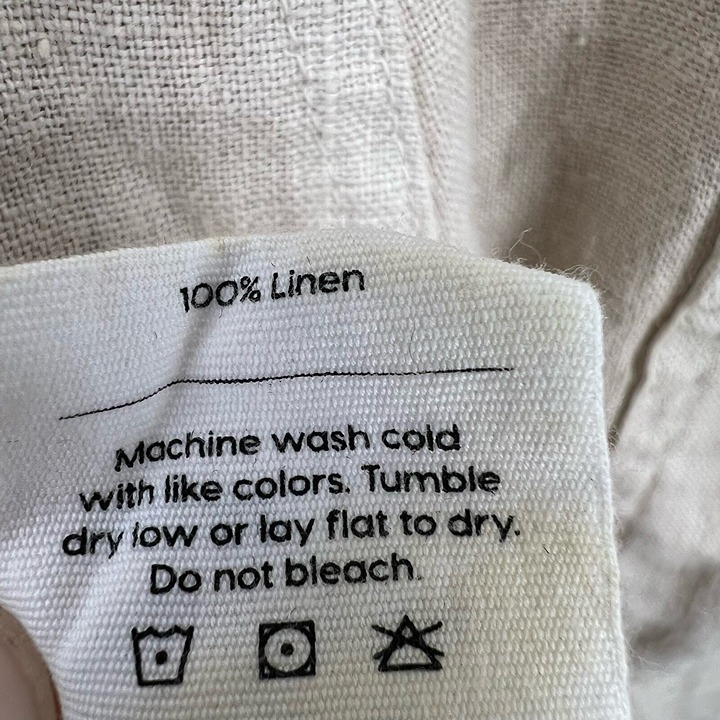 100% Linen
Machine wash cold
with like colors. Tumble
dry low or lay flat to dry.
Do not bleach.